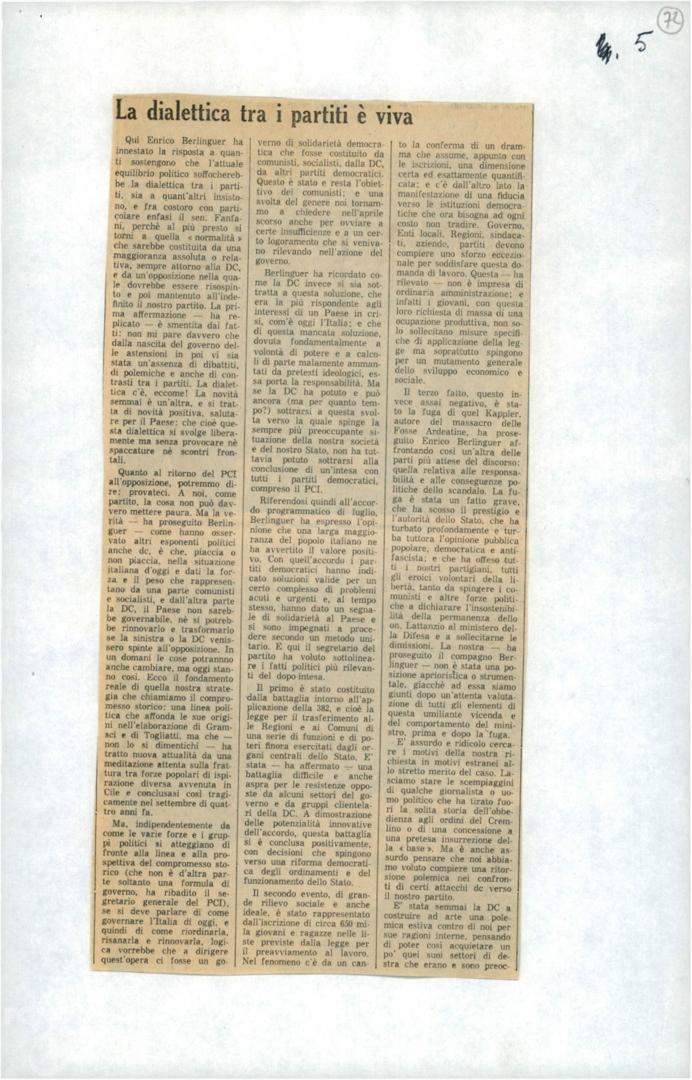 72
5
La dialettica tra i partiti è viva
Qui Enrico Berlinguer ha
innestato la risposta a quan-
ti sostengono che l'attuale
equilibrio politico soffochereb-
be la dialettica tra i parti-
ti, sia a quant'altri insisto-
no, e fra costoro con parti-
colare enfasi il sen. Fanfa-
ni, perchè al più presto si
torni a quella « normalità »
che sarebbe costituita da una
maggioranza assoluta o rela-
tiva, sempre attorno alla DC,
e da un'opposizione nella qua-
le dovrebbe essere risospin-
to e poi mantenuto all'inde-
finito il nostro partito. La pri-
ma affermazione — ha re-
plicato — è smentita dai fat-
ti: non mi pare davvero che
dalla nascita del governo del-
le astensioni in poi vi sia
stata un'assenza di dibattiti,
di polemiche e anche di con-
trasti tra i partiti. La dialet-
tica c'è, eccome! La novità
semmai è un'altra, e si trat-
ta di novità positiva, saluta-
re per il Paese: che cioè que-
sta dialettica si svolge libera-
mente ma senza provocare nè
spaccature nè scontri fron-
tali.
Quanto al ritorno del PCI
all'opposizione, potremmo di-
re: provateci. A noi, come
partito, la cosa non può dav-
vero mettere paura. Ma la ve-
rità — ha proseguito Berlin-
guer — come hanno osser-
vato altri esponenti politici
anche dc, è che, piaccia o
non piaccia, nella situazione
italiana d'oggi e dati la for-
za e il peso che rappresen-
tano da una parte comunisti
e socialisti, e dall'altra parte
la DC, il Paese non sareb-
be governabile, nè si potreb-
be rinnovarlo e trasformarlo
se la sinistra o la DC venis-
sero spinte all'opposizione. In
un domani le cose potrannno
anche cambiare, ma oggi stan-
no così. Ecco il fondamento
reale di quella nostra strate-
gia che chiamiamo il compro-
messo storico: una linea poli-
tica che affonda le sue origi-
ni nell'elaborazione di Gram-
sci e di Togliatti, ma che —
non lo si dimentichi — ha
tratto nuova attualità da una
meditazione attenta sulla frat-
tura tra forze popolari di ispi-
razione diversa avvenuta in
Cile e conclusasi così tragi-
camente nel settembre di quat-
tro anni fa.
Ma, indipendentemente da
come le varie forze e i grup-
pi politici si atteggiano di
fronte alla linea e alla pro-
spettiva del compromesso sto-
rico (che non è d'altra par-
te soltanto una formula di
governo, ha ribadito il se-
gretario generale del PCI),
se si deve parlare di come
governare l'Italia di oggi, e
quindi di come riordinarla,
risanarla e rinnovarla, logi-
ca vorrebbe che a dirigere
quest'opera ci fosse un go-
verno di solidarietà democra-
tica che fosse costituito da
comunisti, socialisti, dalla DC,
da altri partiti democratici.
Questo è stato e resta l'obiet-
tivo dei comunisti; e una
svolta del genere noi tornam-
mo a chiedere nell'aprile
scorso anche per ovviare a
certe insufficienze e a un cer-
to logoramento che si veniva-
no rilevando nell'azione del
governo.
Berlinguer ha ricordato co-
me la DC invece si sia sot-
tratta a questa soluzione, che
era la più rispondente agli
interessi di un Paese in cri-
si, com'è oggi l'Italia; e che
di questa mancata soluzione,
dovuta fondamentalmente a
volontà di potere e a calco-
li di parte malamente amman-
tati da pretesti ideologici, es-
sa porta la responsabilità. Ma
se la DC ha potuto e può
ancora (ma per quanto tem-
po?) sottrarsi a questa svol-
ta verso la quale spinge la
sempre più preoccupante si-
tuazione della nostra società
e del nostro Stato, non ha tut-
tavia potuto sottrarsi alla
conclusione di un'intesa con
tutti i partiti democratici,
compreso il PCI.
Riferendosi quindi all'accor-
do programmatico di luglio,
Berlinguer ha espresso l'opi-
nione che una larga maggio-
ranza del popolo italiano ne
ha avvertito il valore positi-
vo. Con quell'accordo i par-
titi democratici hanno indi-
cato soluzioni valide per un
certo complesso di problemi
acuti e urgenti e, al tempo
stesso, hanno dato un segna-
le di solidarietà al Paese e
si sono impegnati a proce-
dere secondo un metodo uni-
tario. E qui il segretario del
partito ha voluto sottolinea-
re i fatti politici più rilevan-
ti del dopo-intesa.
Il primo è stato costituito
dalla battaglia intorno all'ap-
plicazione della 382, e cioè la
legge per il trasferimento al-
le Regioni e ai Comuni di
una serie di funzioni e di po-
teri finora esercitati dagli or-
gani centrali dello Stato. E'
stata — ha affermato — una
battaglia difficile e anche
aspra per le resistenze oppo-
ste da alcuni settori del go-
verno e da gruppi clientela-
ri della DC. A dimostrazione
delle potenzialità innovative
dell'accordo, questa battaglia
si è conclusa positivamente,
con decisioni che spingono
verso una riforma democrati-
ca degli ordinamenti e del
funzionamento dello Stato.
Il secondo evento, di gran-
de rilievo sociale e anche
ideale, è stato rappresentato
dall'iscrizione di circa 650 mi-
la giovani e ragazze nelle li-
ste previste dalla legge per
il preavviamento al lavoro.
Nel fenomeno c'è da un can-
to la conferma di un dram-
ma che assume, appunto con
le iscrizioni, una dimensione
certa ed esattamente quantifi-
cata; e c'è dall'altro lato la
manifestazione di una fiducia
verso le istituzioni democra-
tiche che ora bisogna ad ogni
costo non tradire. Governo,
Enti locali, Regioni, sindaca-
ti, aziende, partiti devono
compiere uno sforzo eccezio-
nale per soddisfare questa do-
manda di lavoro. Questa — ha
rilevato — non è impresa di
ordinaria amministrazione; e
infatti i giovani, con questa
loro richiesta di massa di una
occupazione produttiva, non so-
lo sollecitano misure specifi-
che di applicazione della leg-
ge ma soprattutto spingono
per un mutamento generale
dello sviluppo economico e
sociale.
Il terzo fatto, questo in-
vece assai negativo, è sta-
to la fuga di quel Kappler,
autore del massacro delle
Fosse Ardeatine, ha prose-
guito Enrico Berlinguer af-
frontando così un'altra delle
parti più attese del discorso:
quella relativa alle responsa-
bilità e alle conseguenze po-
litiche dello scandalo. La fu-
ga è stata un fatto grave,
che ha scosso il prestigio e
l'autorità dello Stato, che ha
turbato profondamente e tur-
ba tuttora l'opinione pubblica
popolare, democratica e anti-
fascista; e che ha offeso tut-
ti i nostri partigiani, tutti
gli eroici volontari della li-
bertà, tanto da spingere i co-
munisti e altre forze politi-
che a dichiarare l'insostenibi-
lità della permanenza dello
on. Lattanzio al ministero del-
la Difesa e a sollecitarne le
dimissioni. La nostra — ha
proseguito il compagno Ber-
linguer — non è stata una po-
sizione aprioristica o strumen-
tale, giacchè ad essa siamo
giunti dopo un'attenta valuta-
zione di tutti gli elementi di
questa umiliante vicenda e
del comportamento del mini-
stro, prima e dopo la fuga.
E' assurdo e ridicolo cerca-
re i motivi della nostra ri-
chiesta in motivi estranei al-
lo stretto merito del caso. La-
sciamo stare le scempiaggini
di qualche giornalista o uo-
mo politico che ha tirato fuo-
ri la solita storia dell'obbe-
dienza agli ordini del Crem-
lino o di una concessione a
una pretesa insurrezione del-
la « base ». Ma è anche as-
surdo pensare che noi abbia-
mo voluto compiere una ritor-
sione polemica nei confron-
ti di certi attacchi dc verso
il nostro partito.
E' stata semmai la DC a
costruire ad arte una pole-
mica estiva contro di noi per
sue ragioni interne, pensando
di poter così acquietare un
po' quei suoi settori di de-
stra che erano e sono preoc-